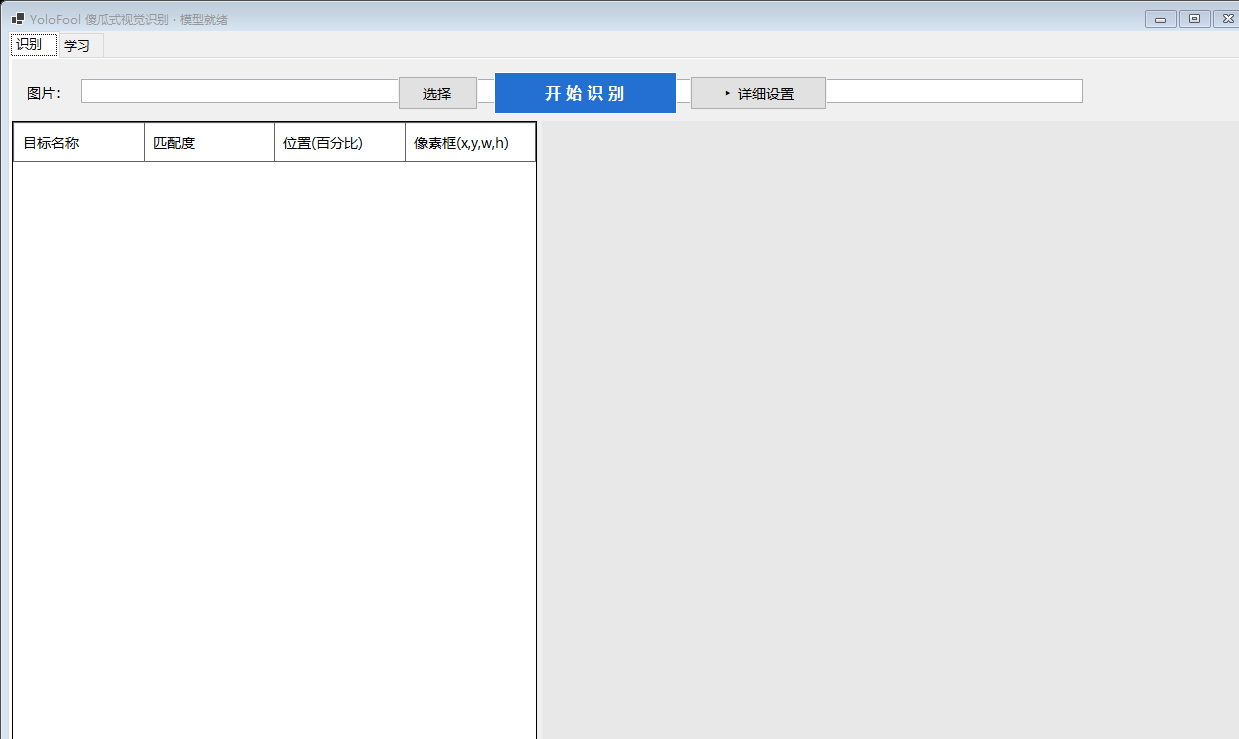 YoloFool 傻瓜式视觉识别 · 模型就绪
识别 学习
图片： 选择 开 始 识 别 ‣ 详细设置
目标名称 匹配度 位置(百分比) 像素框(x,y,w,h)